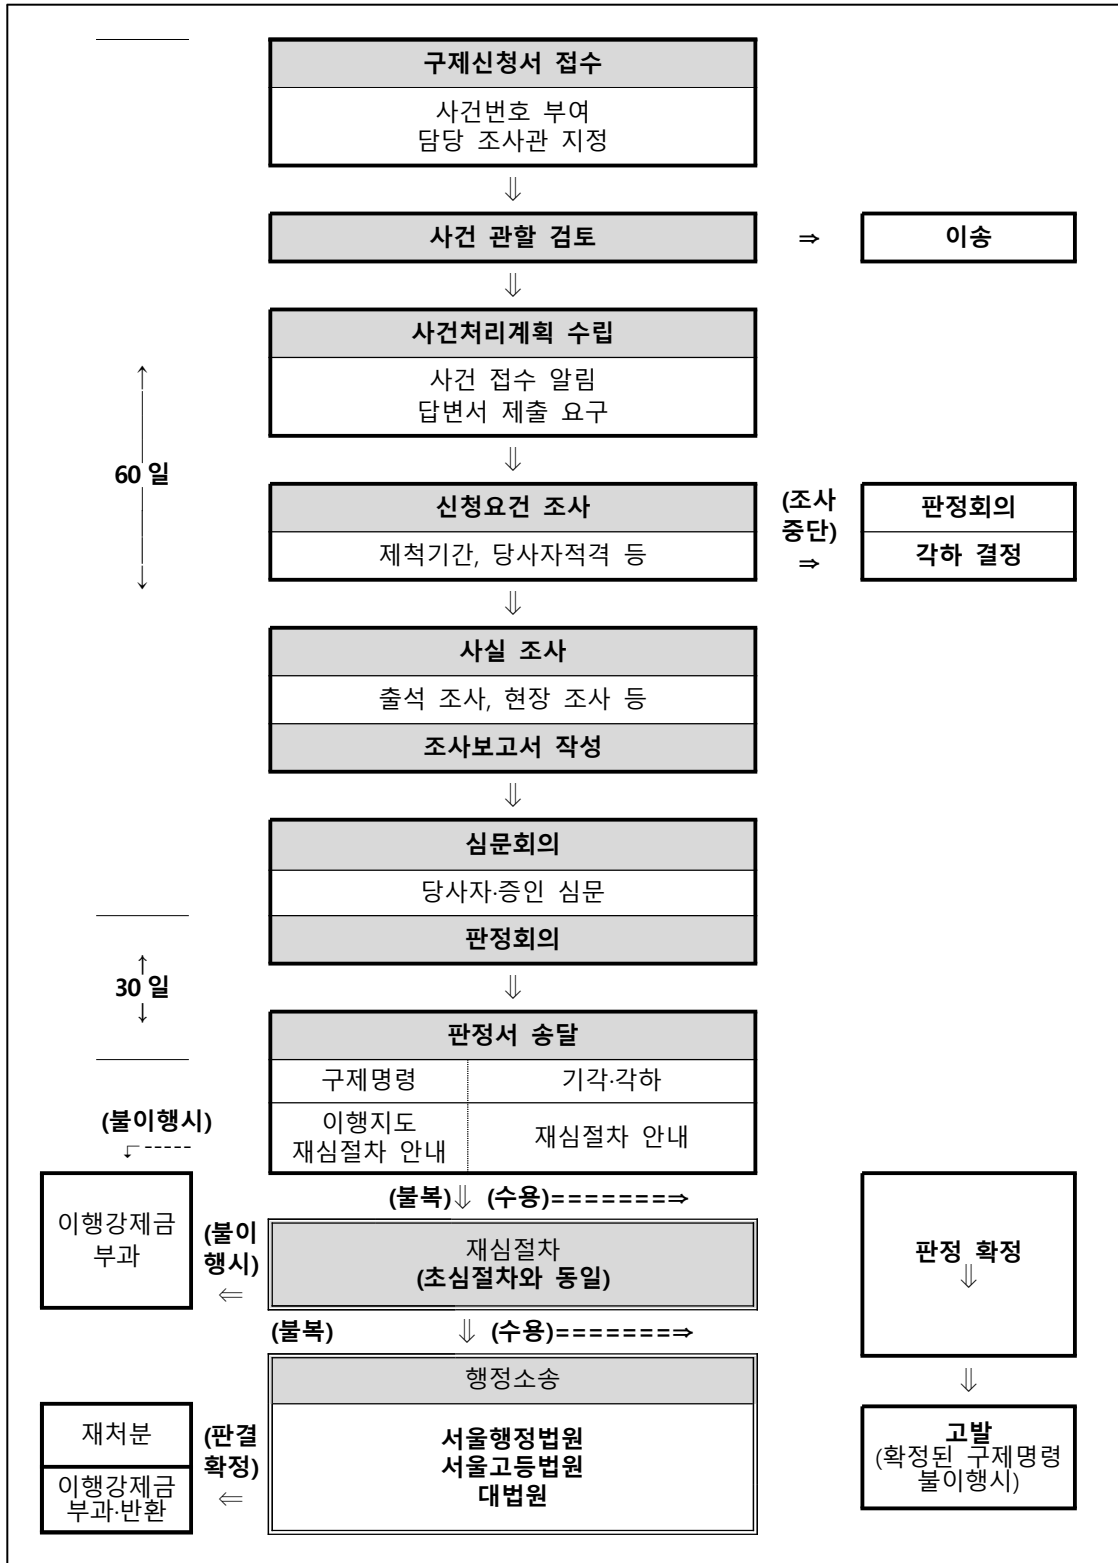 구제신청서 접수
사건번호 부여
담당 조사관 지정
⇓
사건 관할 검토
⇒
이송
⇓
사건처리계획 수립
사건 접수 알림
답변서 제출 요구
↑
60 일
↓
⇓
신청요건 조사
제척기간, 당사자적격 등
(조사
중단)
⇒
판정회의
각하 결정
⇓
사실 조사
출석 조사, 현장 조사 등
조사보고서 작성
⇓
심문회의
당사자·증인 심문
판정회의
↑
30 일
↓
⇓
판정서 송달
구제명령
기각·각하
이행지도
재심절차 안내
재심절차 안내
(불이행시)
(불복)⇓ (수용)=======⇒
이행강제금
부과
(불이
행시)
⇐
재심절차
(초심절차와 동일)
판정 확정
⇓
(불복) ⇓ (수용)=======⇒
행정소송
서울행정법원
서울고등법원
대법원
(판결
확정)
⇐
재처분
이행강제금
부과·반환
⇓
고발
(확정된 구제명령
불이행시)